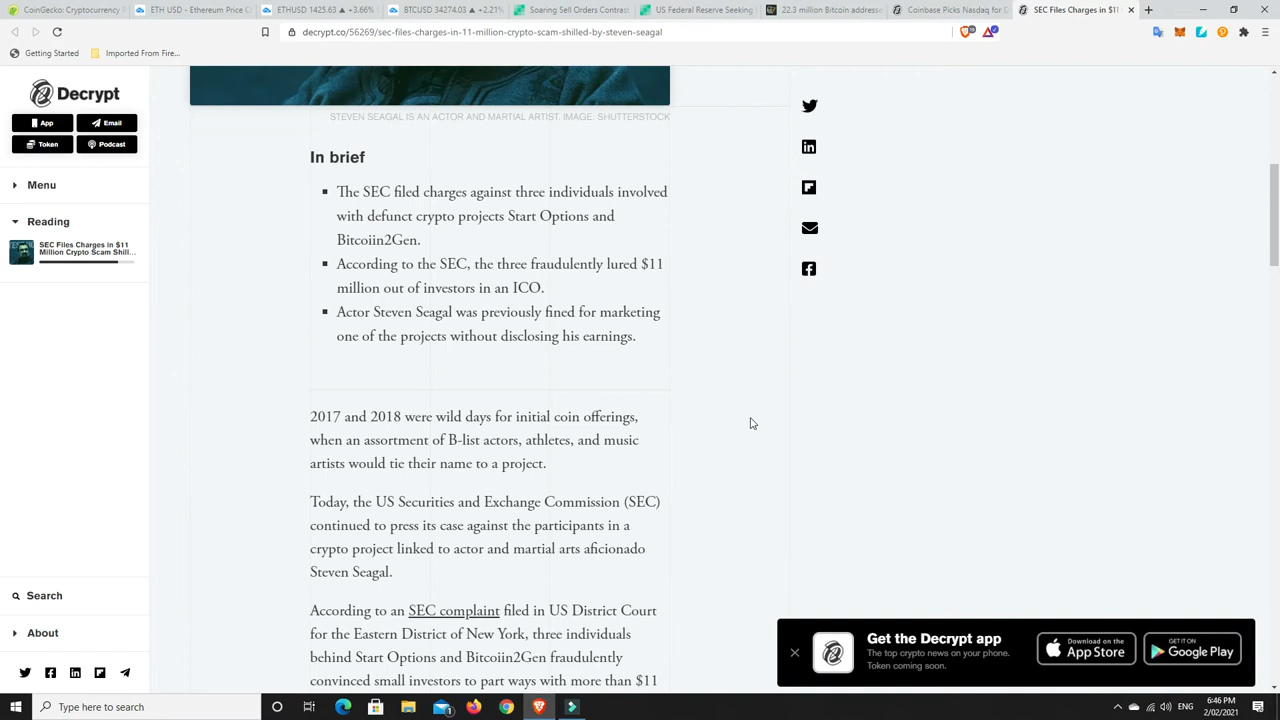 CoinGecko: Cryptocurrency P
ETH USD - Ethereum Price C
ETHUSD 1425.63 ▲ +3.66%
BTCUSD 34274.03 ▲ +2.21%
Soaring Sell Orders Contrast
US Federal Reserve Seeking
22.3 million Bitcoin address
Coinbase Picks Nasdaq for D
SEC Files Charges in $11
decrypt.co/56269/sec-files-charges-in-11-million-crypto-scam-shilled-by-steven-seagal
Getting Started
Imported From Fire...
Decrypt
App
Email
Token
Podcast
Menu
Reading
SEC Files Charges in $11
Million Crypto Scam Shill...
Search
About
STEVEN SEAGAL IS AN ACTOR AND MARTIAL ARTIST. IMAGE: SHUTTERSTOCK
In brief
The SEC filed charges against three individuals involved
with defunct crypto projects Start Options and
Bitcoiin2Gen.
According to the SEC, the three fraudulently lured $11
million out of investors in an ICO.
Actor Steven Seagal was previously fined for marketing
one of the projects without disclosing his earnings.
2017 and 2018 were wild days for initial coin offerings,
when an assortment of B-list actors, athletes, and music
artists would tie their name to a project.
Today, the US Securities and Exchange Commission (SEC)
continued to press its case against the participants in a
crypto project linked to actor and martial arts aficionado
Steven Seagal.
According to an SEC complaint filed in US District Court
for the Eastern District of New York, three individuals
behind Start Options and Bitcoiin2Gen fraudulently
convinced small investors to part ways with more than $11
Get the Decrypt app
The top crypto news on your phone.
Token coming soon.
Download on the
App Store
GET IT ON
Google Play
Type here to search
ENG
6:46 PM
2/02/2021